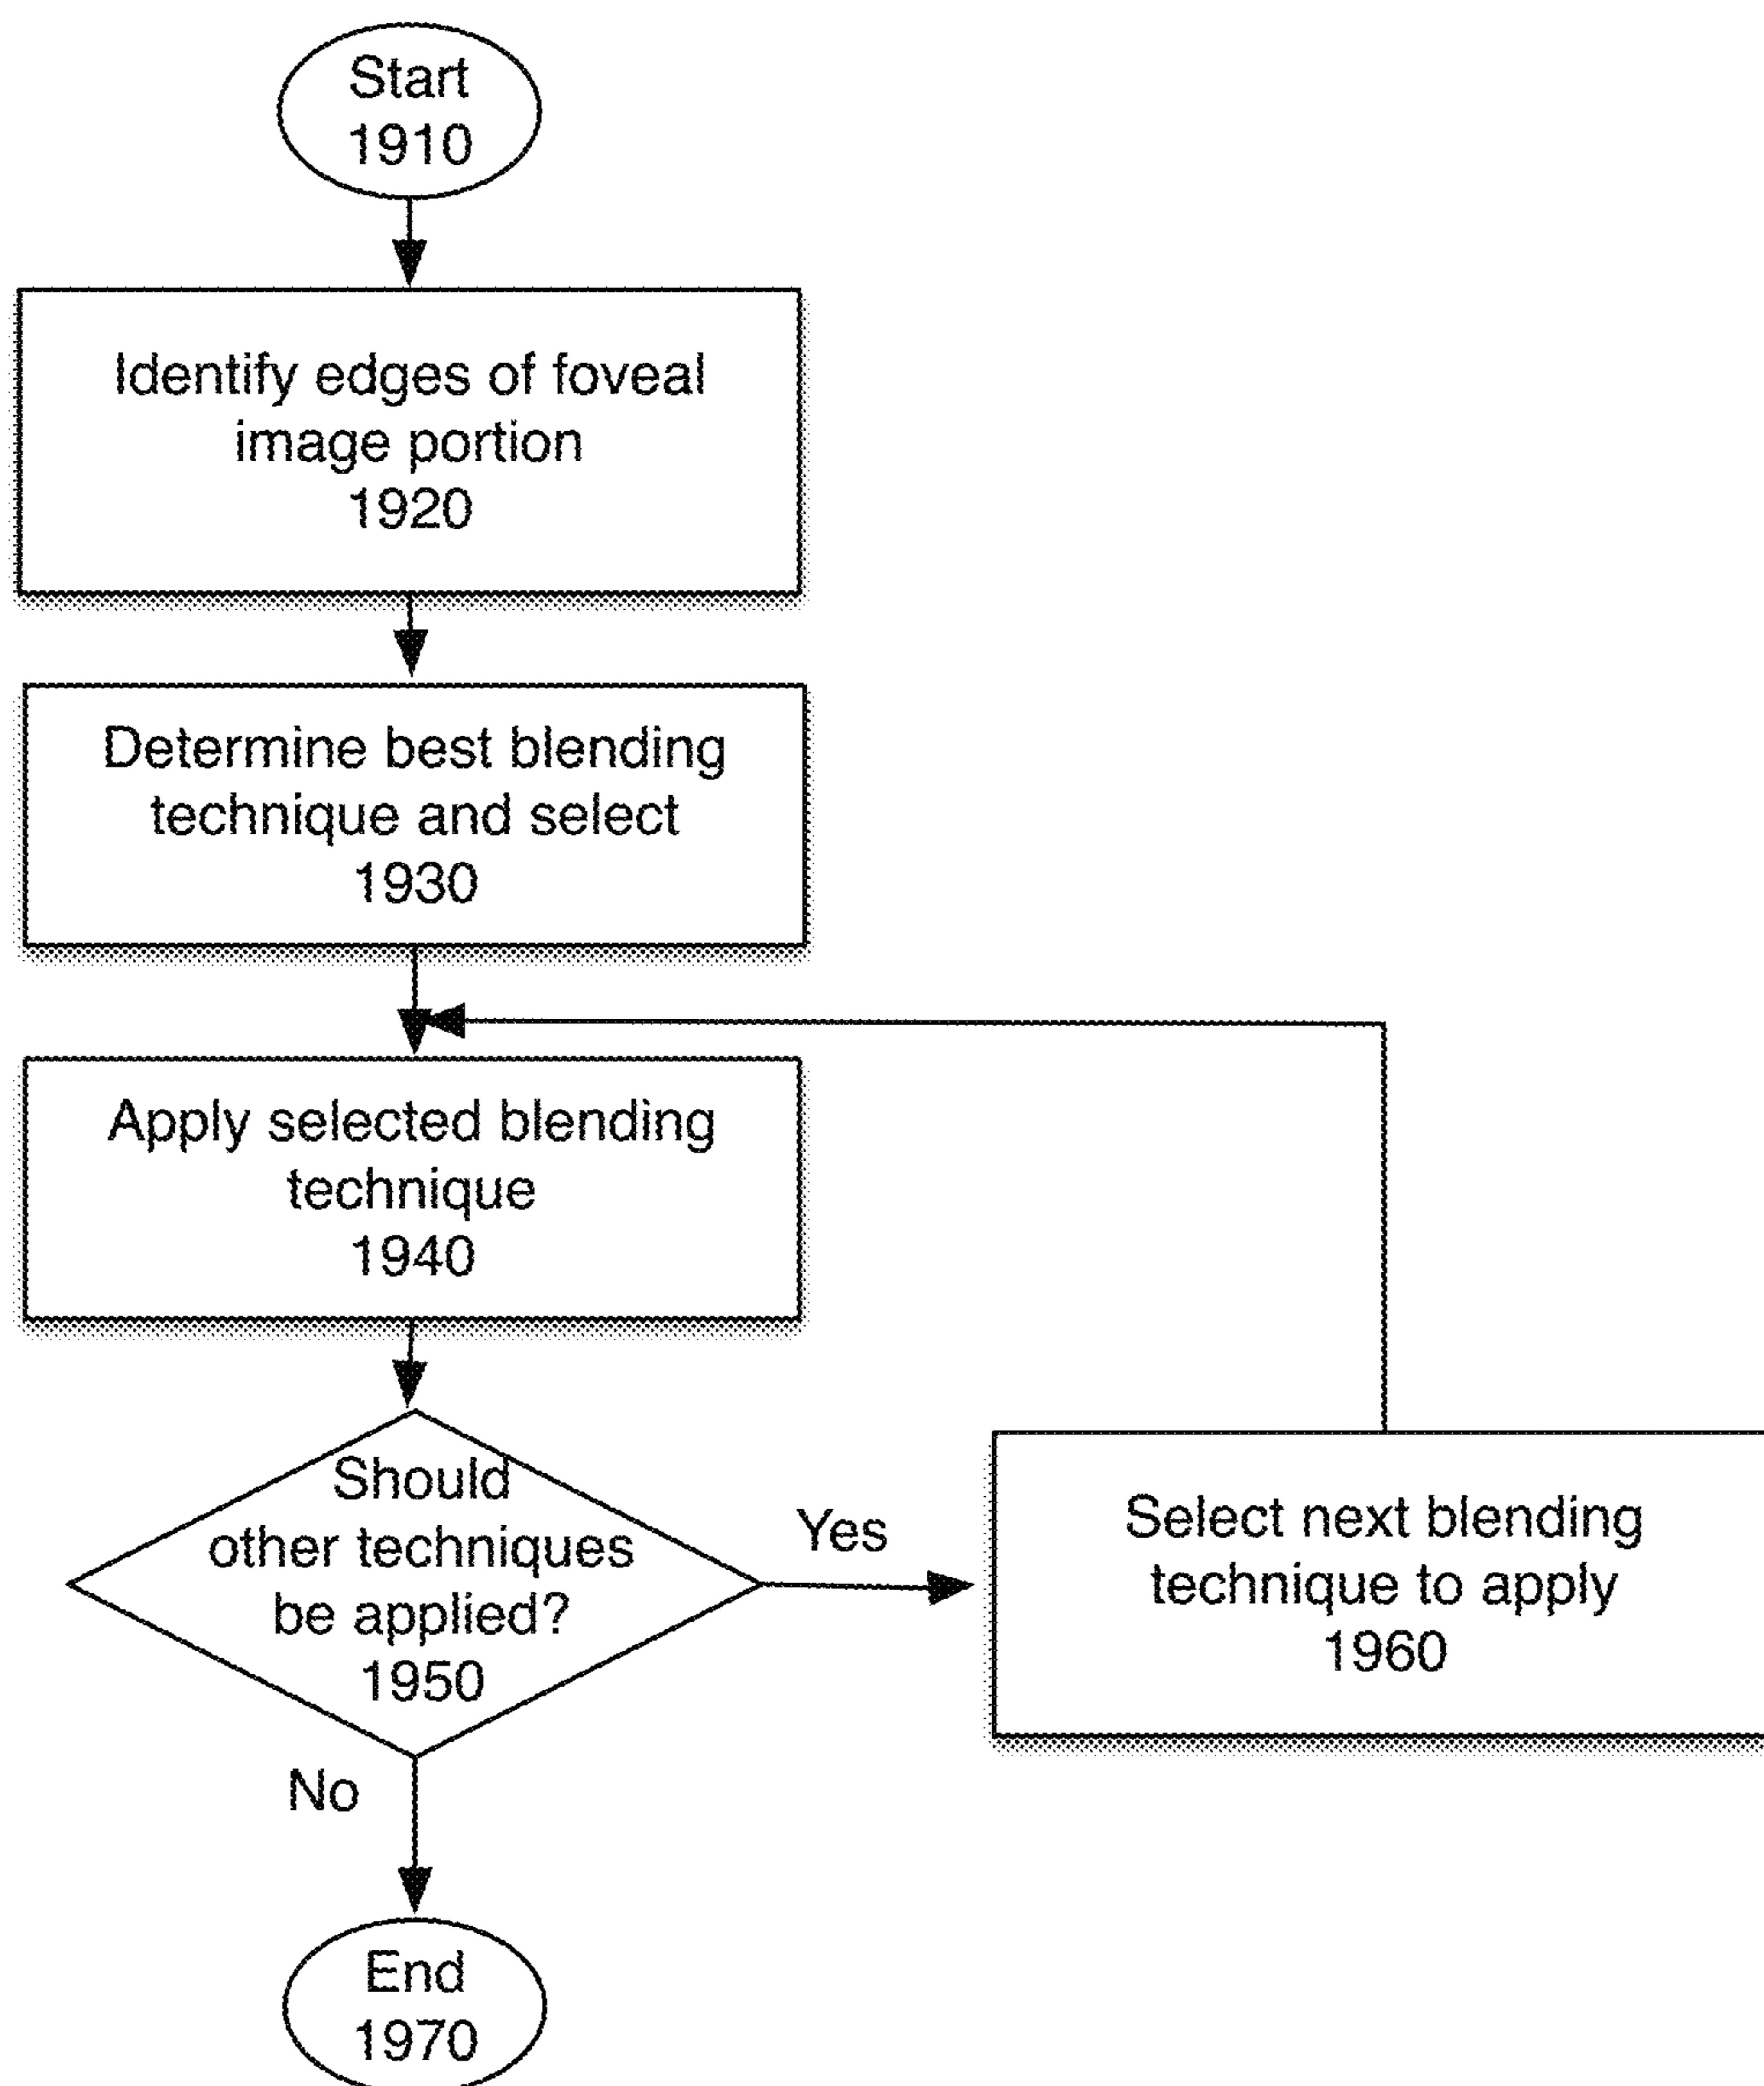 Start
1910
Identify edges of foveal
image portion
1920
Determine best blending
technique and select
1930
Apply selected blending
technique
1940
Should
other techniques
be applied?
1950
Yes
Select next blending
technique to apply
1960
No
End
1970